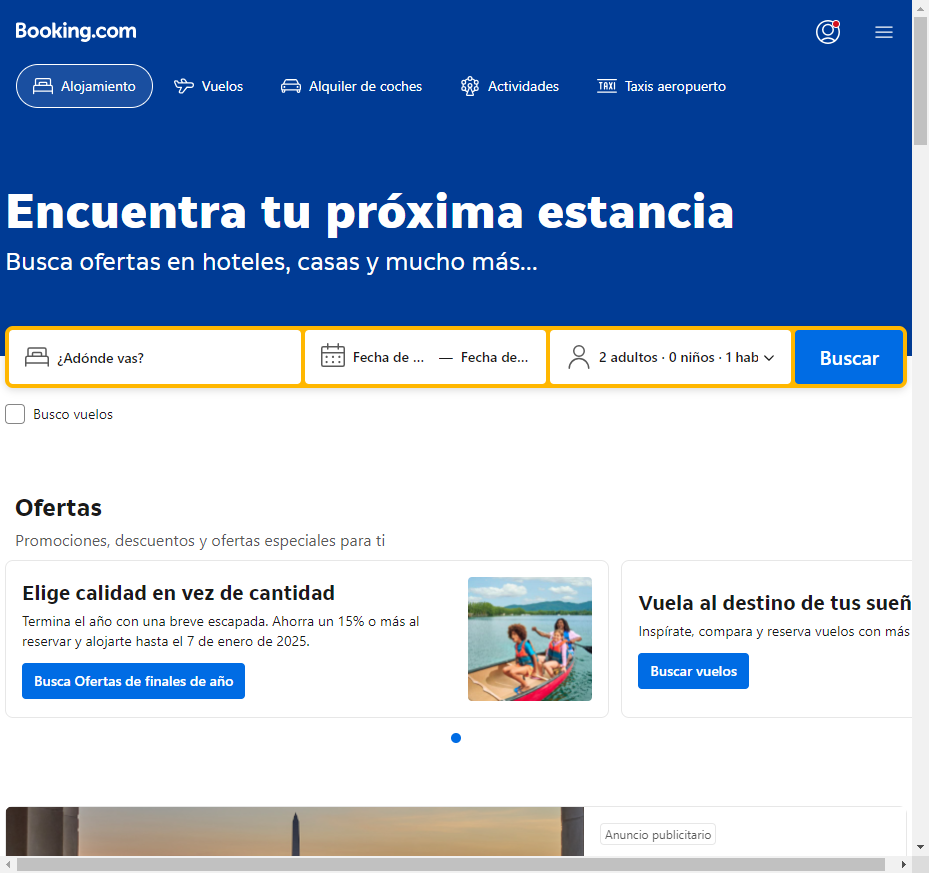 Booking.com
Alojamiento
Vuelos
Alquiler de coches
Actividades
TAXI
Taxis aeropuerto
Encuentra tu próxima estancia
Busca ofertas en hoteles, casas y mucho más...
¿Adónde vas?
Fecha de ... — Fecha de...
2 adultos · 0 niños · 1 hab
Buscar
Busco vuelos
Ofertas
Promociones, descuentos y ofertas especiales para ti
Elige calidad en vez de cantidad
Termina el año con una breve escapada. Ahorra un 15% o más al
reservar y alojarte hasta el 7 de enero de 2025.
Busca Ofertas de finales de año
Vuela al destino de tus sueñ
Inspírate, compara y reserva vuelos con más
Buscar vuelos
Anuncio publicitario